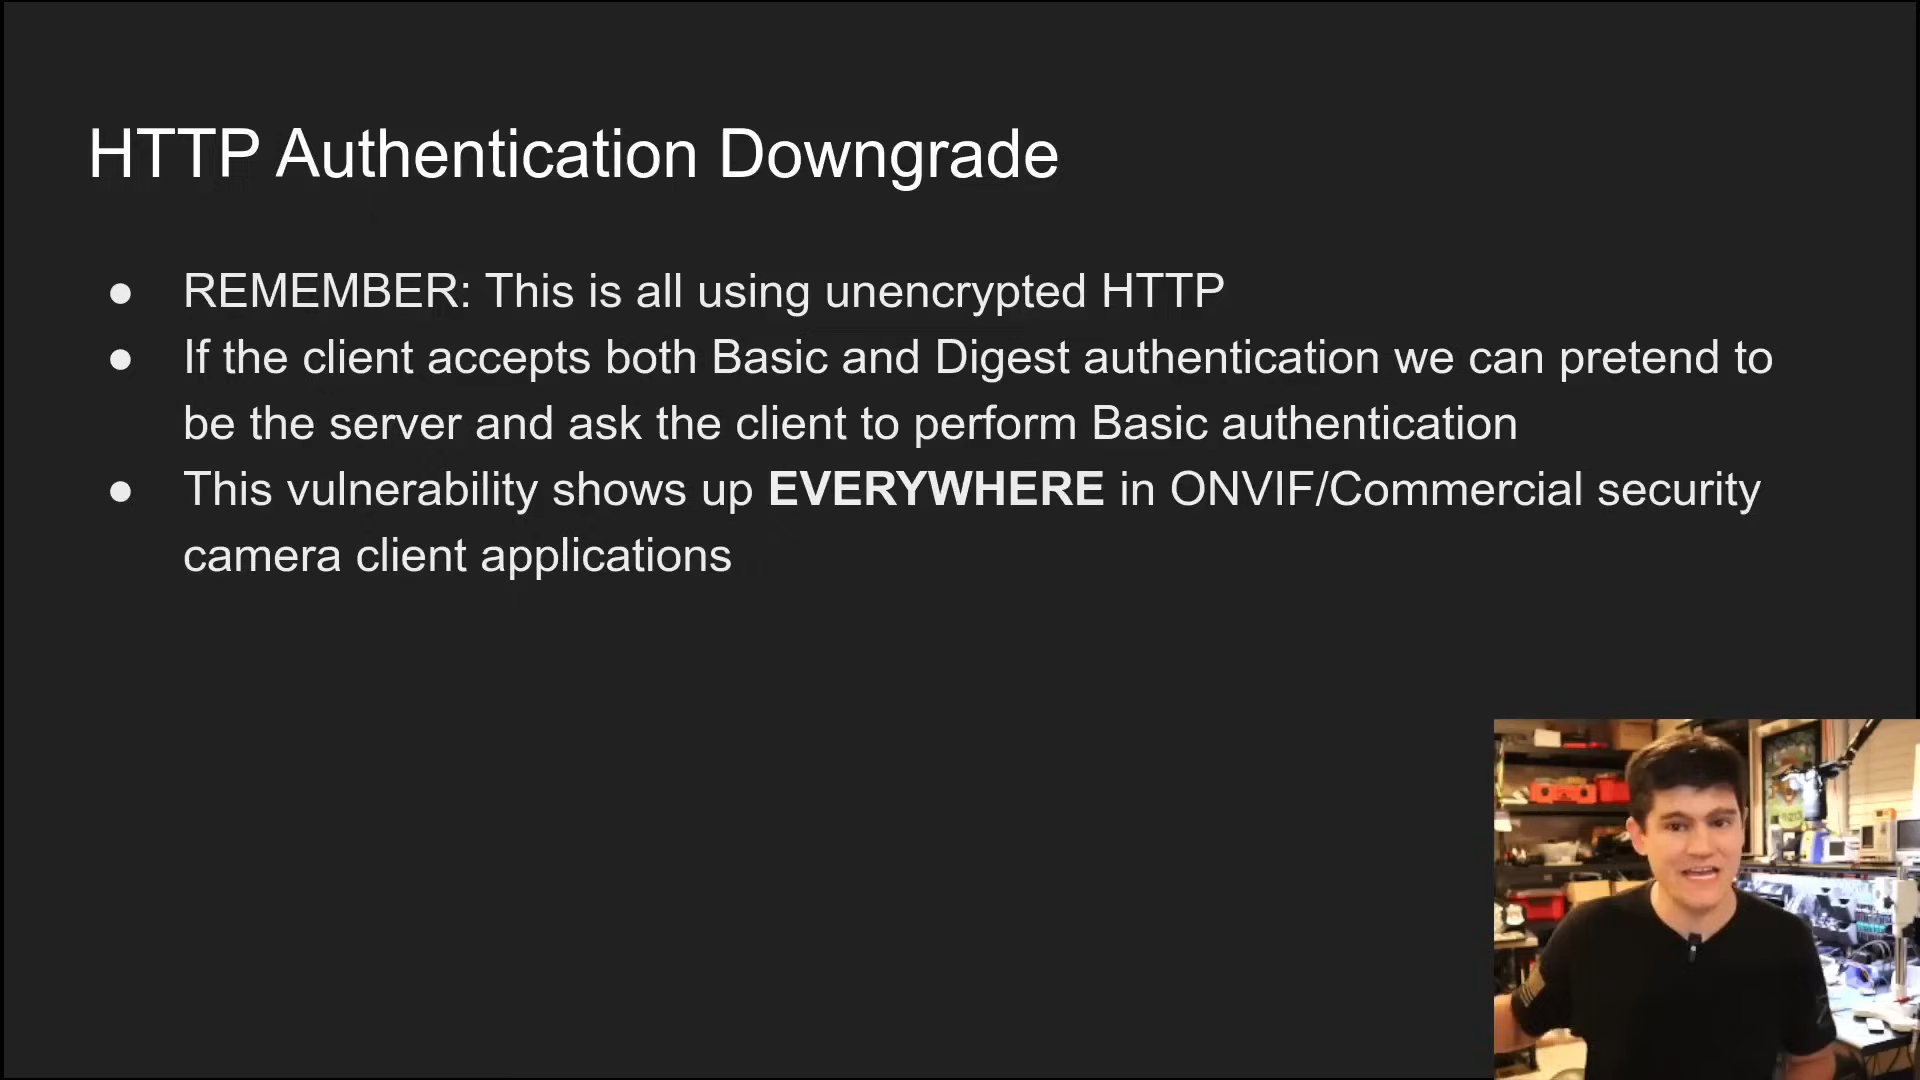 HTTP Authentication Downgrade
● REMEMBER: This is all using unencrypted HTTP
● If the client accepts both Basic and Digest authentication we can pretend to
be the server and ask the client to perform Basic authentication
● This vulnerability shows up EVERYWHERE in ONVIF/Commercial security
camera client applications